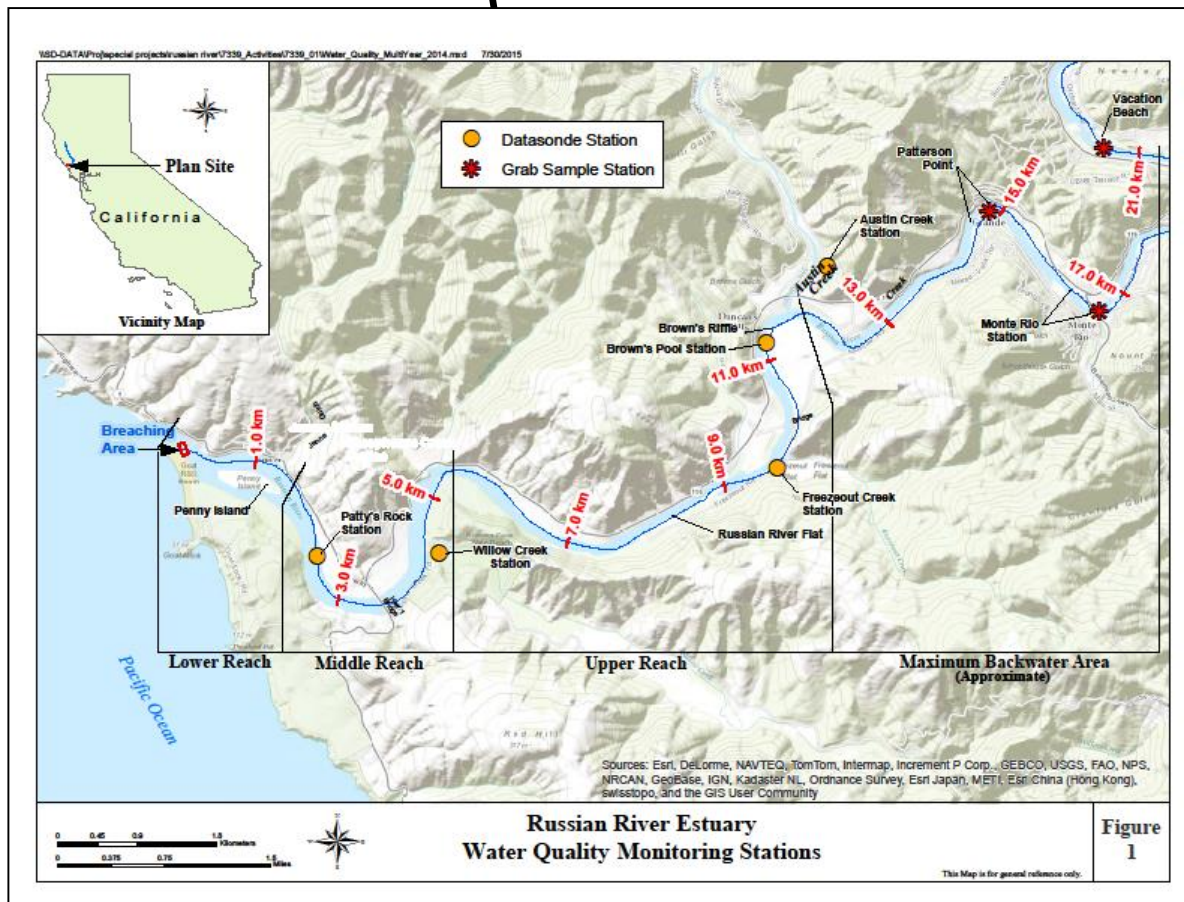 \\SD-DATA\Proj\special projects\russian river\7339_Activities\7339_01\Water_Quality_MultiYear_2014.mxd 7/30/2015
Plan Site
California
Vicinity Map
Datasonde Station
Grab Sample Station
Vacation
Beach
Patterson
Point
15.0 km
21.0 km
Austin Creek
Station
Austin
Creek
13.0 km
Creek
17.0 km
Monte Rio
Station
Monte
Rio
Brown's Riffle
Brown's Pool Station
11.0 km
Breaching
Area
1.0 km
Penny
Island
Penny Island
5.0 km
9.0 km
Freezeout Creek
Station
Patty's Rock
Station
7.0 km
Russian River Flat
Willow Creek
Station
3.0 km
Lower Reach
Middle Reach
Upper Reach
Maximum Backwater Area
(Approximate)
Pacific Ocean
Red Hill
Sources: Esri, DeLorme, NAVTEQ, TomTom, Intermap, increment P Corp., GEBCO, USGS, FAO, NPS,
NRCAN, GeoBase, IGN, Kadaster NL, Ordnance Survey, Esri Japan, METI, Esri China (Hong Kong),
swisstopo, and the GIS User Community
0 0.45 0.9 1.8
Kilometers
0 0.375 0.75 1.5
Miles
Russian River Estuary
Water Quality Monitoring Stations
Figure
1
This Map is for general reference only.